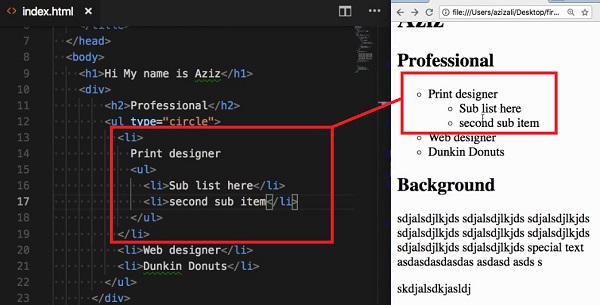 index.html
7 </head>
8 <body>
9 <h1>Hi My name is Aziz</h1>
10 <div>
11 <h2>Professional</h2>
12 <ul type="circle">
13 <li>
14 Print designer
15 <ul>
16 <li>Sub list here</li>
17 <li>second sub item</li>
18 </ul>
19 </li>
20 <li>Web designer</li>
21 <li>Dunkin Donuts</li>
22 </ul>
23 </div>
file:///Users/azizali/Desktop/fir...
Aziz
Professional
Print designer
Sub list here
second sub item
Web designer
Dunkin Donuts
Background
sdjalsdjlkjds sdjalsdjlkjds sdjalsdjlkjds
sdjalsdjlkjds sdjalsdjlkjds sdjalsdjlkjds
sdjalsdjlkjds sdjalsdjlkjds special text
asdasdasdasdas asdasd asds s
skdjalsdkjasldj